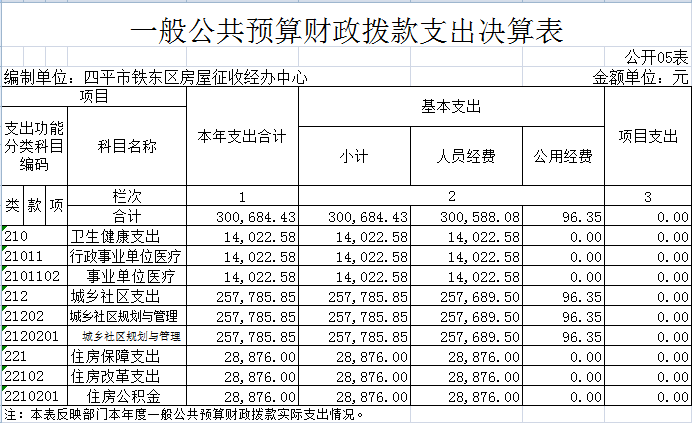 一般公共预算财政拨款支出决算表
公开05表
编制单位：四平市铁东区房屋征收经办中心 金额单位：元
项目 本年支出合计 基本支出 项目支出
支出功能分类科目编码 科目名称 小计 人员经费 公用经费
类 款 项 栏次 1 2 3
合计 300,684.43 300,684.43 300,588.08 96.35 0.00
210 卫生健康支出 14,022.58 14,022.58 14,022.58 0.00 0.00
21011 行政事业单位医疗 14,022.58 14,022.58 14,022.58 0.00 0.00
2101102 事业单位医疗 14,022.58 14,022.58 14,022.58 0.00 0.00
212 城乡社区支出 257,785.85 257,785.85 257,689.50 96.35 0.00
21202 城乡社区规划与管理 257,785.85 257,785.85 257,689.50 96.35 0.00
2120201 城乡社区规划与管理 257,785.85 257,785.85 257,689.50 96.35 0.00
221 住房保障支出 28,876.00 28,876.00 28,876.00 0.00 0.00
22102 住房改革支出 28,876.00 28,876.00 28,876.00 0.00 0.00
2210201 住房公积金 28,876.00 28,876.00 28,876.00 0.00 0.00
注：本表反映部门本年度一般公共预算财政拨款实际支出情况。